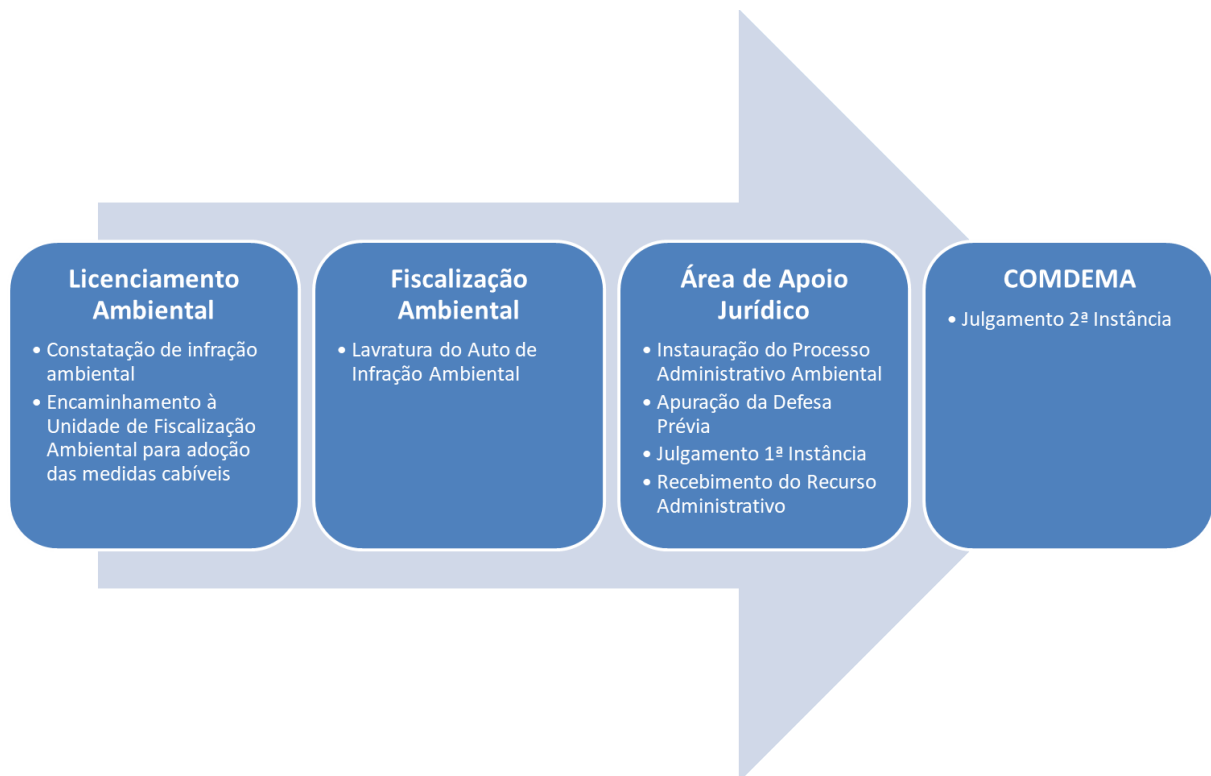 Licenciamento
Ambiental
• Constatação de infração
ambiental
• Encaminhamento à
Unidade de Fiscalização
Ambiental para adoção
das medidas cabíveis
Fiscalização
Ambiental
• Lavratura do Auto de
Infração Ambiental
Área de Apoio
Jurídico
• Instauração do Processo
Administrativo Ambiental
• Apuração da Defesa
Prévia
• Julgamento 1ª Instância
• Recebimento do Recurso
Administrativo
COMDEMA
• Julgamento 2ª Instância